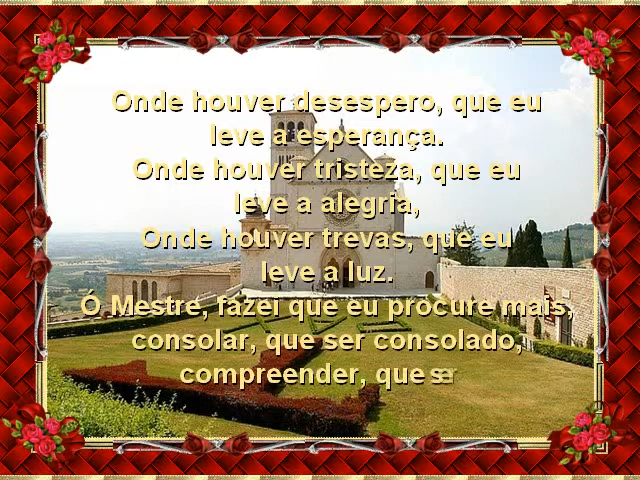 Onde houver desespero, que eu
leve a esperança.
Onde houver tristeza, que eu
leve a alegria,
Onde houver trevas, que eu
leve a luz.
Ó Mestre, fazei que eu procure mais,
consolar, que ser consolado,
compreender, que